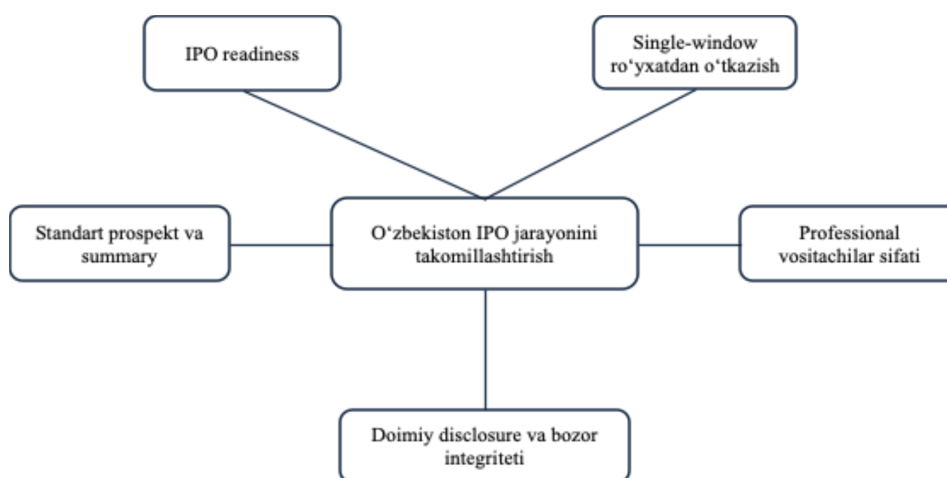 IPO readiness
Single-window
ro‘yxatdan o‘tkazish
Standart prospekt va
summary
O‘zbekiston IPO jarayonini
takomillashtirish
Professional
vositachilar sifati
Doimiy disclosure va bozor
integriteti